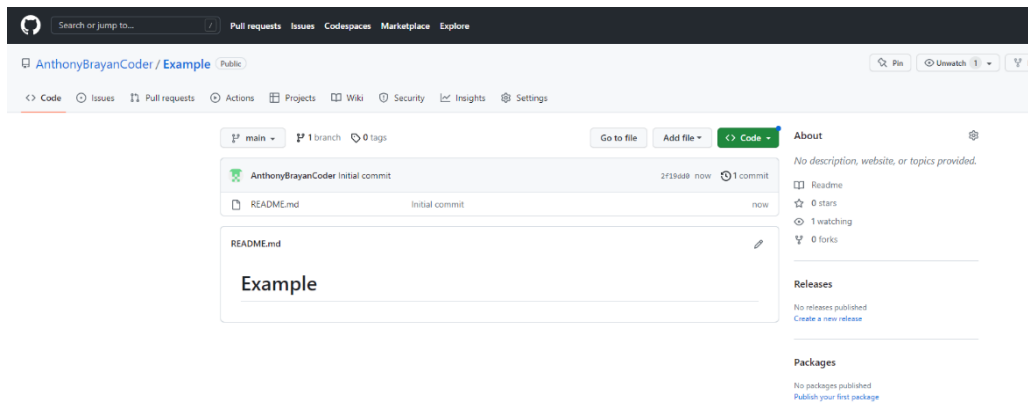 Search or jump to... /
Pull requests Issues Codespaces Marketplace Explore
AnthonyBrayanCoder / Example Public
Pin Unwatch 1
<> Code Issues Pull requests Actions Projects Wiki Security Insights Settings
main 1 branch 0 tags
Go to file Add file <> Code
AnthonyBrayanCoder Initial commit 2f19dd0 now 1 commit
README.md Initial commit now
README.md
Example
About
No description, website, or topics provided.
Readme
0 stars
1 watching
0 forks
Releases
No releases published
Create a new release
Packages
No packages published
Publish your first package